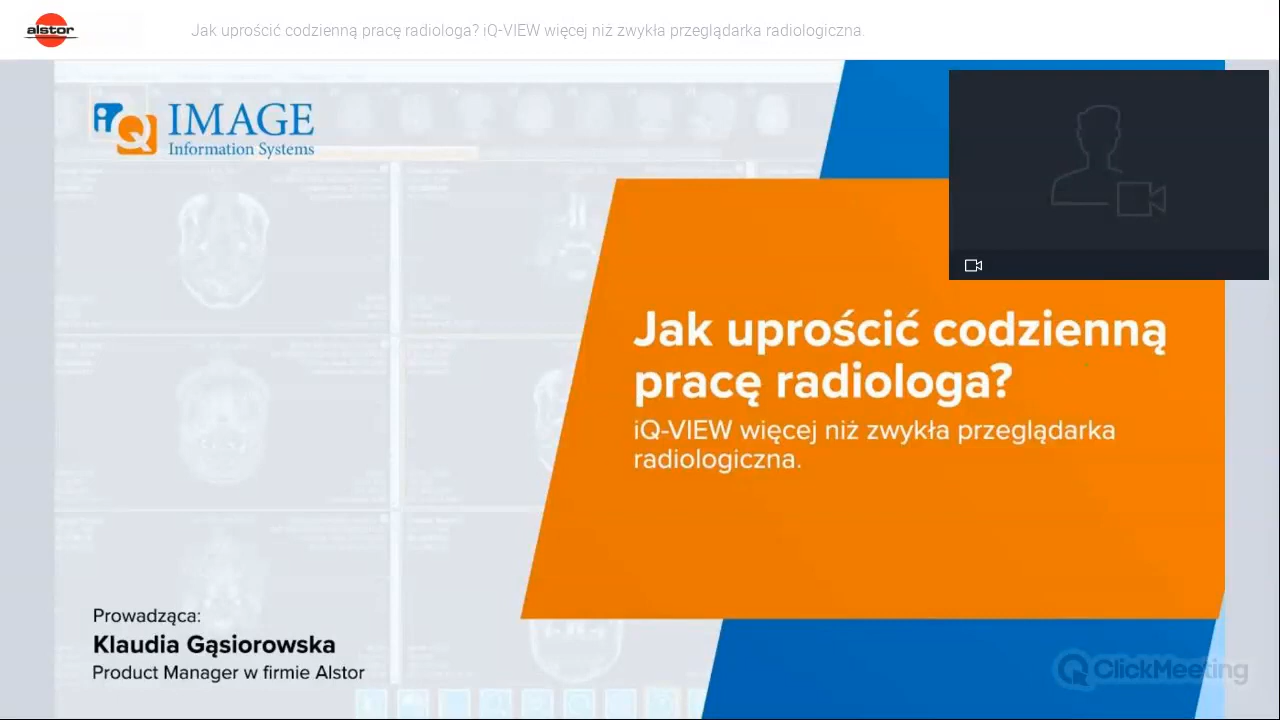 alstor
Jak uprościć codzienną pracę radiologa? iQ-VIEW więcej niż zwykła przeglądarka radiologiczna.
iQ IMAGE
Information Systems
Jak uprościć codzienną
pracę radiologa?
iQ-VIEW więcej niż zwykła przeglądarka
radiologiczna.
Prowadząca:
Klaudia Gąsiorowska
Product Manager w firmie Alstor
ClickMeeting